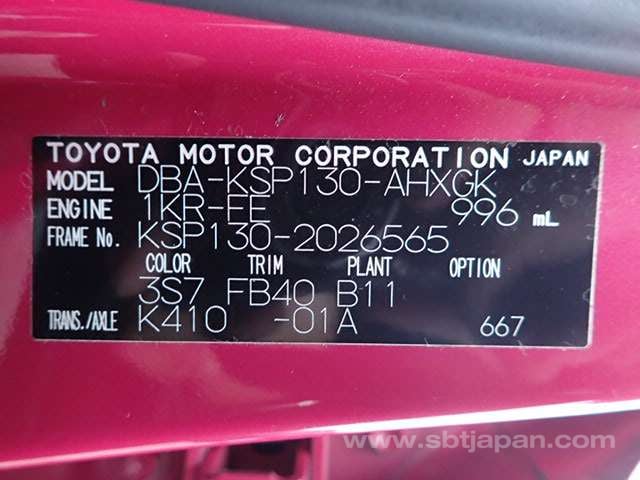 TOYOTA MOTOR CORPORATION JAPAN
MODEL DBA-KSP130-AHXGK
ENGINE 1KR-FE 996 mL
FRAME No. KSP130-2026565
COLOR TRIM PLANT OPTION
3S7 FB40 B11
TRANS./AXLE K410 -01A 667
www.sbtjapan.com